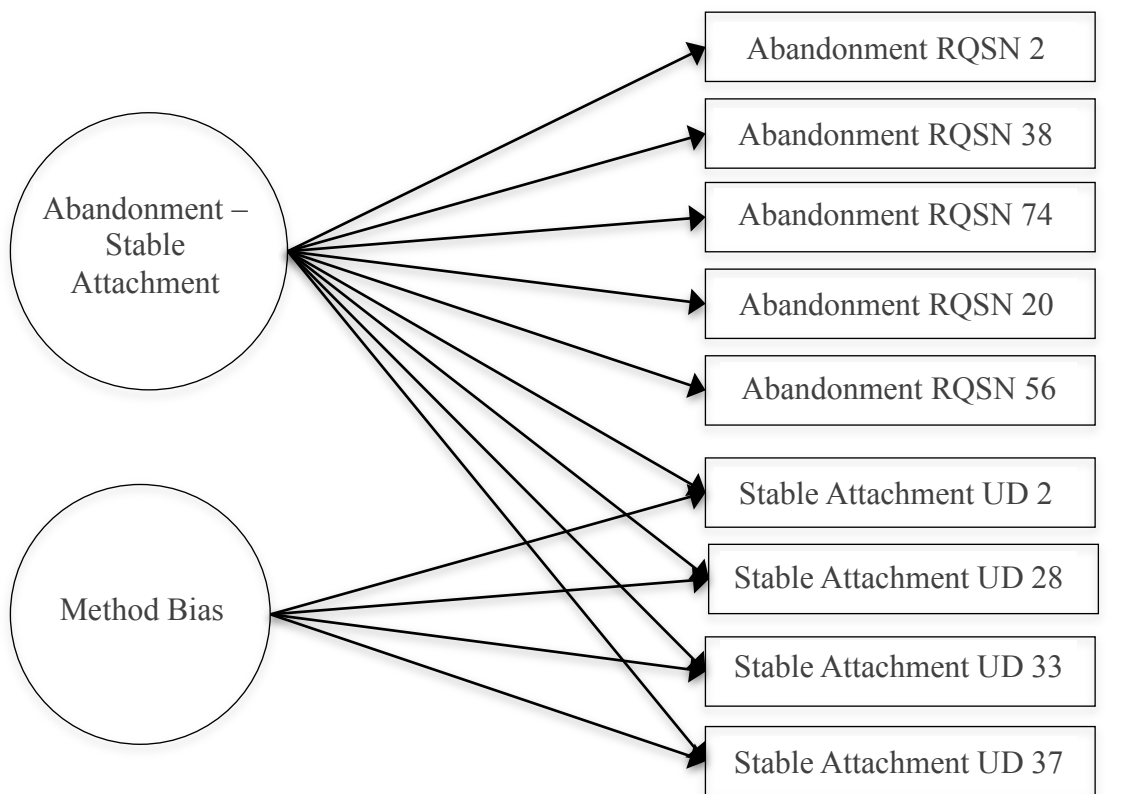 Abandonment RQSN 2
Abandonment RQSN 38
Abandonment –
Stable
Attachment
Abandonment RQSN 74
Abandonment RQSN 20
Abandonment RQSN 56
Stable Attachment UD 2
Stable Attachment UD 28
Method Bias
Stable Attachment UD 33
Stable Attachment UD 37